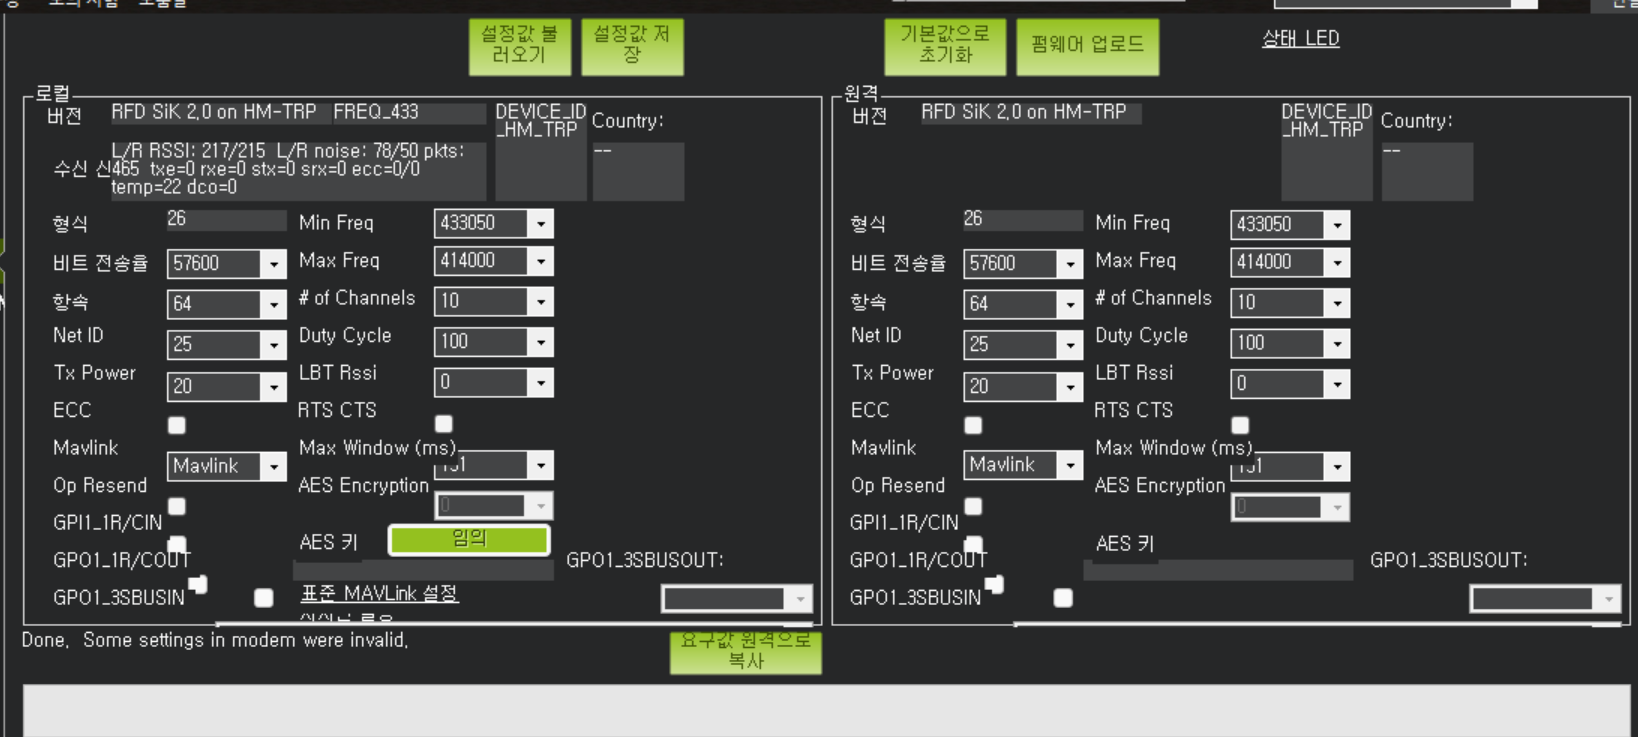 도움말
설정값 불
러오기
설정값 저
장
기본값으로
초기화
펌웨어 업로드
상태 LED
로컬
버전
RFD SiK 2,0 on HM-TRP
FREQ_433
DEVICE_ID
_HM_TRP
Country:
수신 신
L/R RSSI: 217/215 L/R noise: 78/50 pkts:
465 txe=0 rxe=0 stx=0 srx=0 ecc=0/0
temp=22 dco=0
--
형식
26
Min Freq
433050
비트 전송율
57600
Max Freq
414000
항속
64
# of Channels
10
Net ID
25
Duty Cycle
100
Tx Power
20
LBT Rssi
0
ECC
RTS CTS
Mavlink
Mavlink
Max Window (ms)
131
Op Resend
AES Encryption
0
GPI1_1R/CIN
AES 키
임의
GPO1_1R/COUT
GPO1_3SBUSOUT:
GPO1_3SBUSIN
표준 MAVLink 설정
원격
버전
RFD SiK 2,0 on HM-TRP
DEVICE_ID
_HM_TRP
Country:
--
형식
26
Min Freq
433050
비트 전송율
57600
Max Freq
414000
항속
64
# of Channels
10
Net ID
25
Duty Cycle
100
Tx Power
20
LBT Rssi
0
ECC
RTS CTS
Mavlink
Mavlink
Max Window (ms)
131
Op Resend
AES Encryption
0
GPI1_1R/CIN
AES 키
GPO1_1R/COUT
GPO1_3SBUSOUT:
GPO1_3SBUSIN
Done, Some settings in modem were invalid,
요구값 원격으로
복사